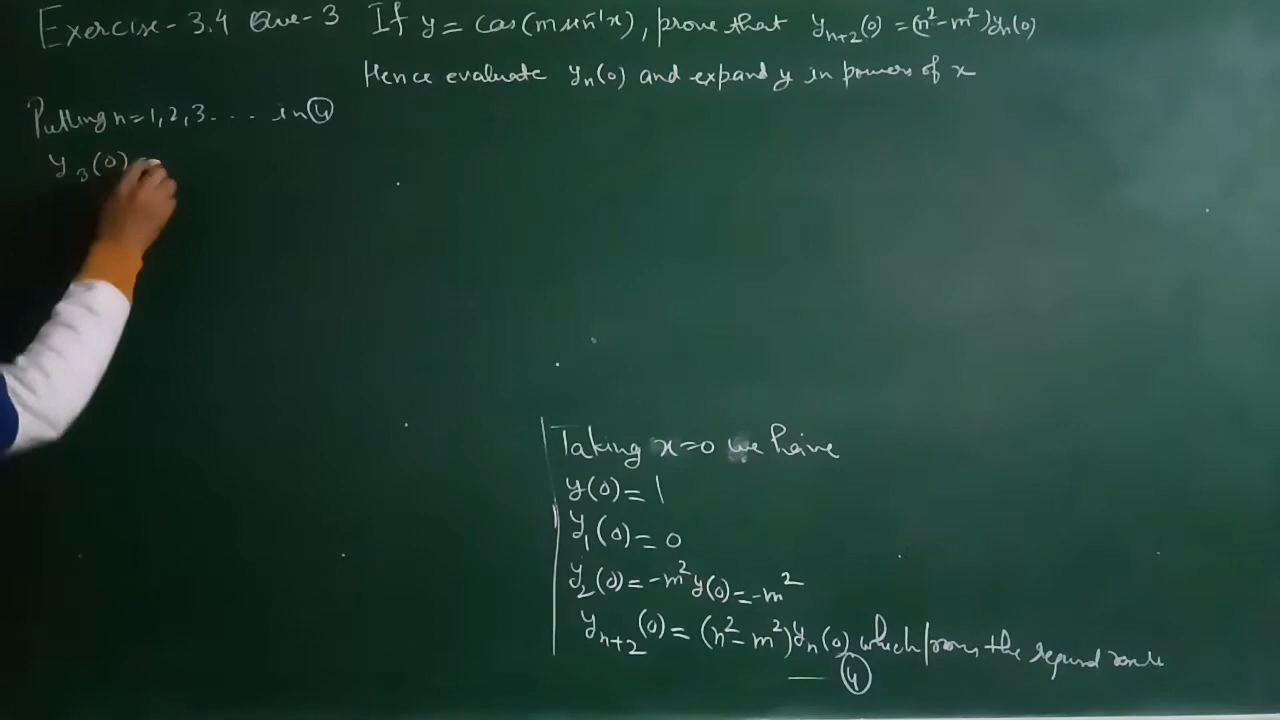 Exercise-3.4 Que-3 If y = cos(m sin⁻¹x), prove that yₙ₊₂(0) = (n²-m²)yₙ(0)
Hence evaluate yₙ(0) and expand y in powers of x
Putting n=1,2,3.... in ④
y₃(0) =
Taking x=0 we have
y(0)=1
y₁(0)=0
y₂(0)=-m²y(0)=-m²
yₙ₊₂(0)=(n²-m²)yₙ(0) which proves the required
— ④